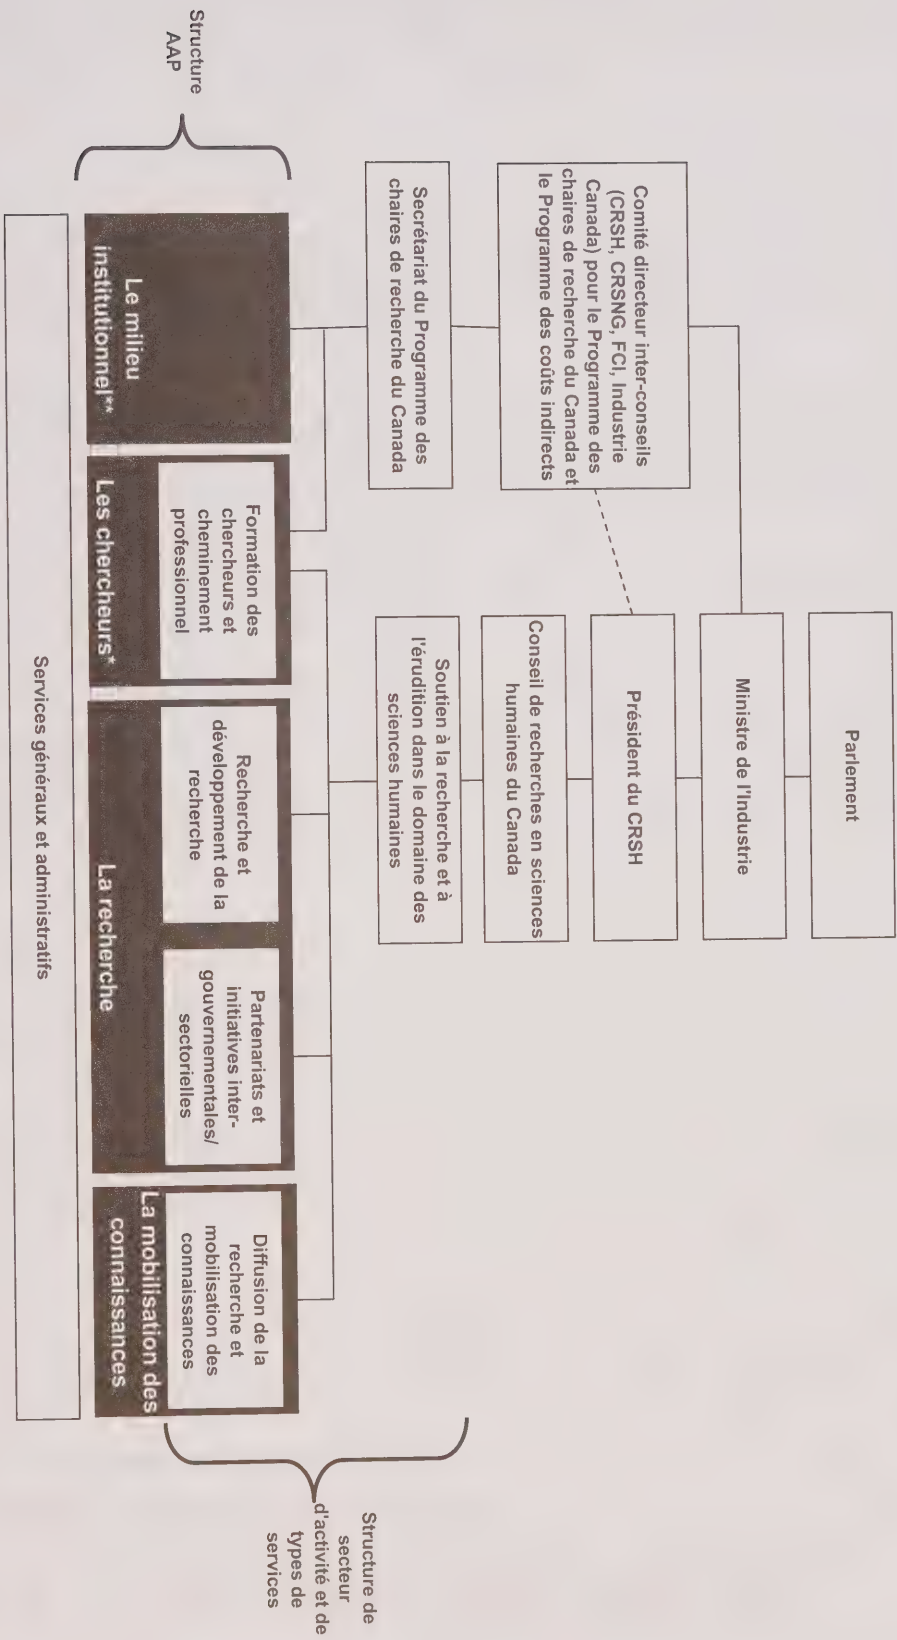 Parlement
Ministre de l'Industrie
Président du CRSH
Conseil de recherches en sciences
humaines du Canada
Soutien à la recherche et à
l'érudition dans le domaine des
sciences humaines
Comité directeur inter-conseils
(CRSH, CRSNG, FCI, Industrie
Canada) pour le Programme des
chaires de recherche du Canada et
le Programme des coûts indirects
Secrétariat du Programme des
chaires de recherche du Canada
Structure
AAP
Structure de
secteur
d'activité et de
types de
services
Formation des
chercheurs et
cheminement
professionnel
Recherche et
développement de la
recherche
Partenariats et
initiatives inter-
gouvernementales/
sectorielles
Diffusion de la
recherche et
mobilisation des
connaissances
Le milieu
institutionnel**
Les chercheurs*
La recherche
La mobilisation des
connaissances
Services généraux et administratifs